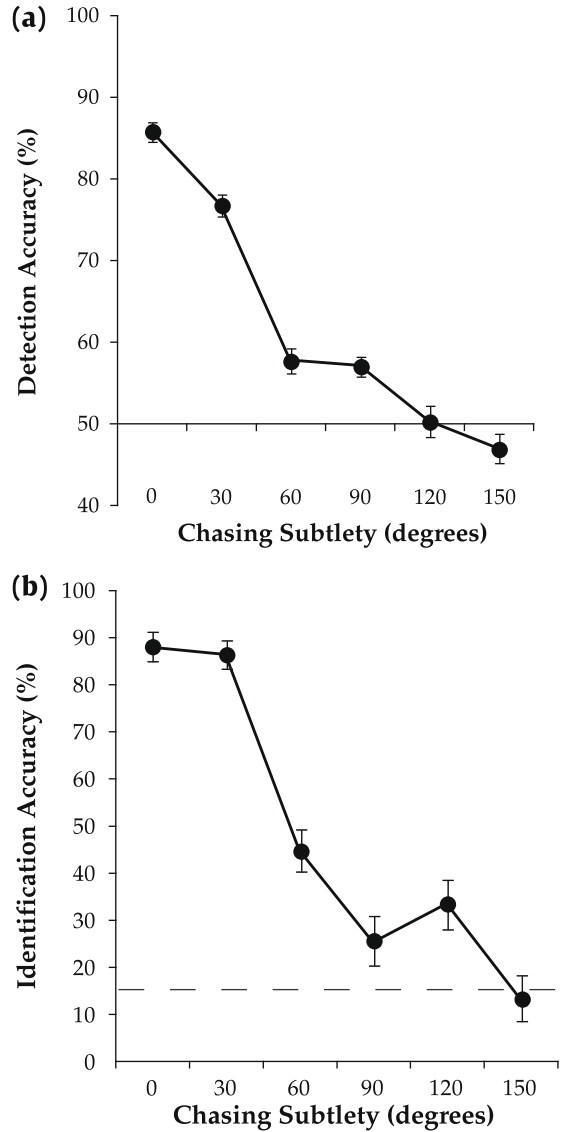 (a)
Detection Accuracy (%)
100
90
80
70
60
50
40
0 30 60 90 120 150
Chasing Subtlety (degrees)
(b)
Identification Accuracy (%)
100
90
80
70
60
50
40
30
20
10
0
0 30 60 90 120 150
Chasing Subtlety (degrees)